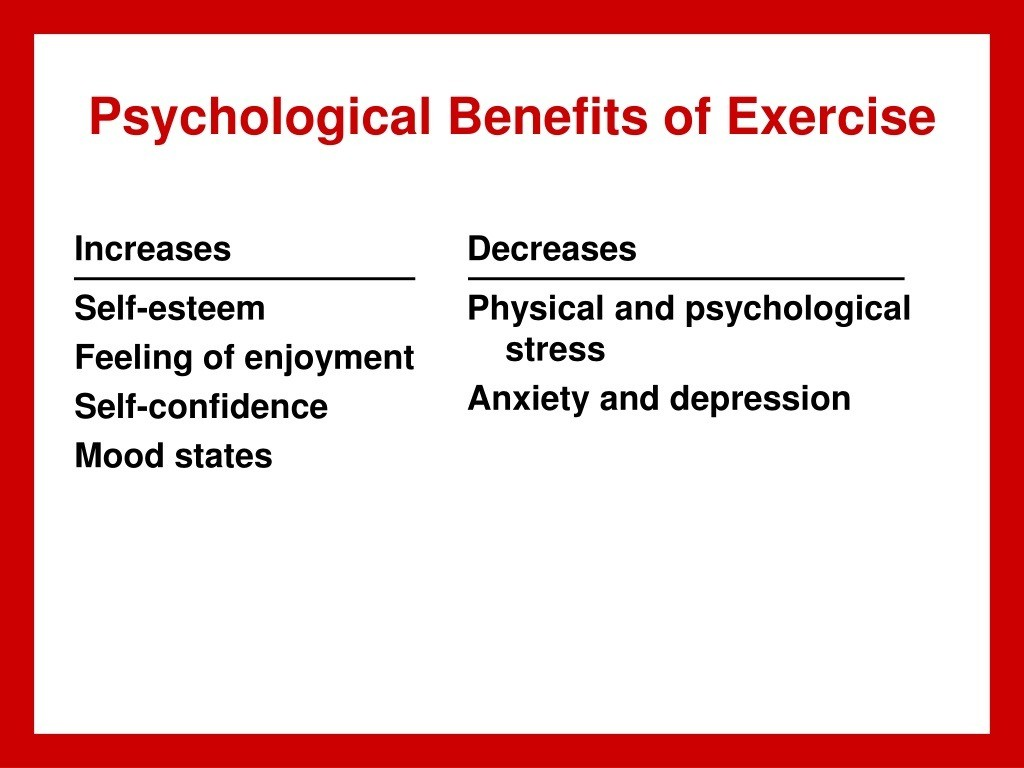 Psychological Benefits of Exercise
Increases
Self-esteem
Feeling of enjoyment
Self-confidence
Mood states
Decreases
Physical and psychological
stress
Anxiety and depression